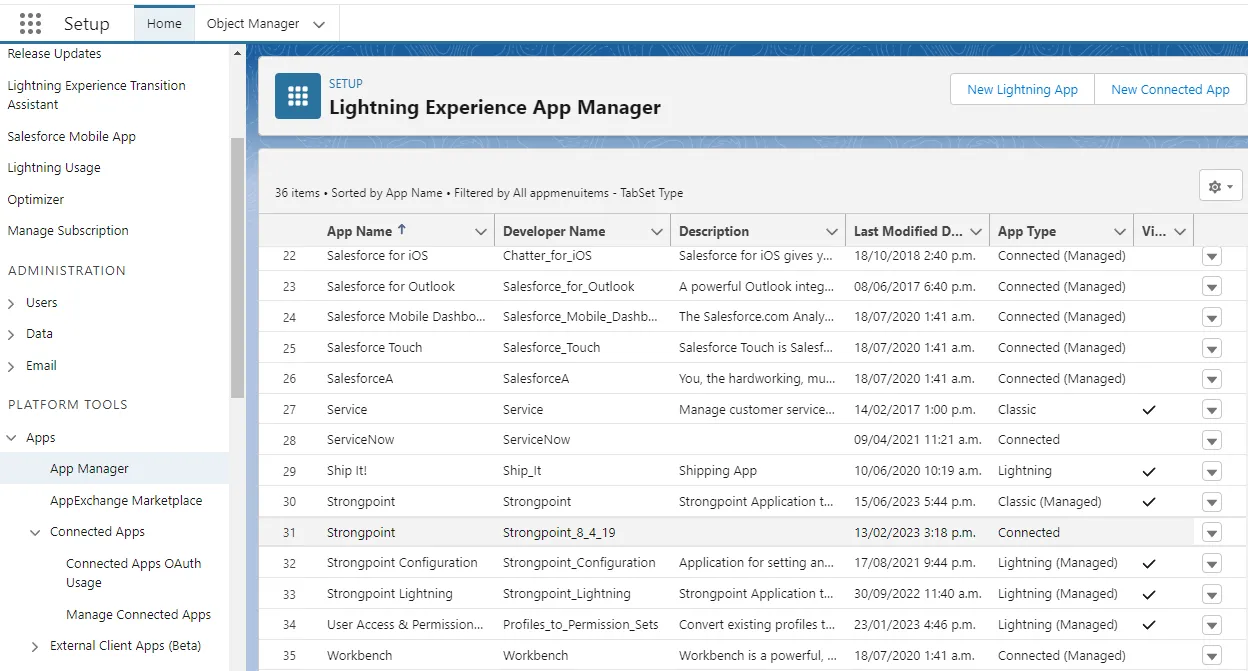 Setup
Home
Object Manager
Release Updates
Lightning Experience Transition
Assistant
Salesforce Mobile App
Lightning Usage
Optimizer
Manage Subscription
ADMINISTRATION
Users
Data
Email
PLATFORM TOOLS
Apps
App Manager
AppExchange Marketplace
Connected Apps
Connected Apps OAuth
Usage
Manage Connected Apps
External Client Apps (Beta)
SETUP
Lightning Experience App Manager
New Lightning App
New Connected App
36 items • Sorted by App Name • Filtered by All appmenuitems - TabSet Type
App Name ↑ Developer Name Description Last Modified D... App Type Vi...
22 Salesforce for iOS Chatter_for_iOS Salesforce for iOS gives y... 18/10/2018 2:40 p.m. Connected (Managed)
23 Salesforce for Outlook Salesforce_for_Outlook A powerful Outlook integ... 08/06/2017 6:40 p.m. Connected (Managed)
24 Salesforce Mobile Dashbo... Salesforce_Mobile_Dashb... The Salesforce.com Analy... 18/07/2020 1:41 a.m. Connected (Managed)
25 Salesforce Touch Salesforce_Touch Salesforce Touch is Salesf... 18/07/2020 1:41 a.m. Connected (Managed)
26 SalesforceA SalesforceA You, the hardworking, mu... 18/07/2020 1:41 a.m. Connected (Managed)
27 Service Service Manage customer service... 14/02/2017 1:00 p.m. Classic
28 ServiceNow ServiceNow 09/04/2021 11:21 a.m. Connected
29 Ship It! Ship_It Shipping App 10/06/2020 10:19 a.m. Lightning
30 Strongpoint Strongpoint Strongpoint Application t... 15/06/2023 5:44 p.m. Classic (Managed)
31 Strongpoint Strongpoint_8_4_19 13/02/2023 3:18 p.m. Connected
32 Strongpoint Configuration Strongpoint_Configuration Application for setting an... 17/08/2021 9:44 p.m. Lightning (Managed)
33 Strongpoint Lightning Strongpoint_Lightning Strongpoint Application t... 30/09/2022 11:40 a.m. Lightning (Managed)
34 User Access & Permission... Profiles_to_Permission_Sets Convert existing profiles t... 23/01/2023 4:46 p.m. Lightning (Managed)
35 Workbench Workbench Workbench is a powerful, ... 18/07/2020 1:41 a.m. Connected (Managed)